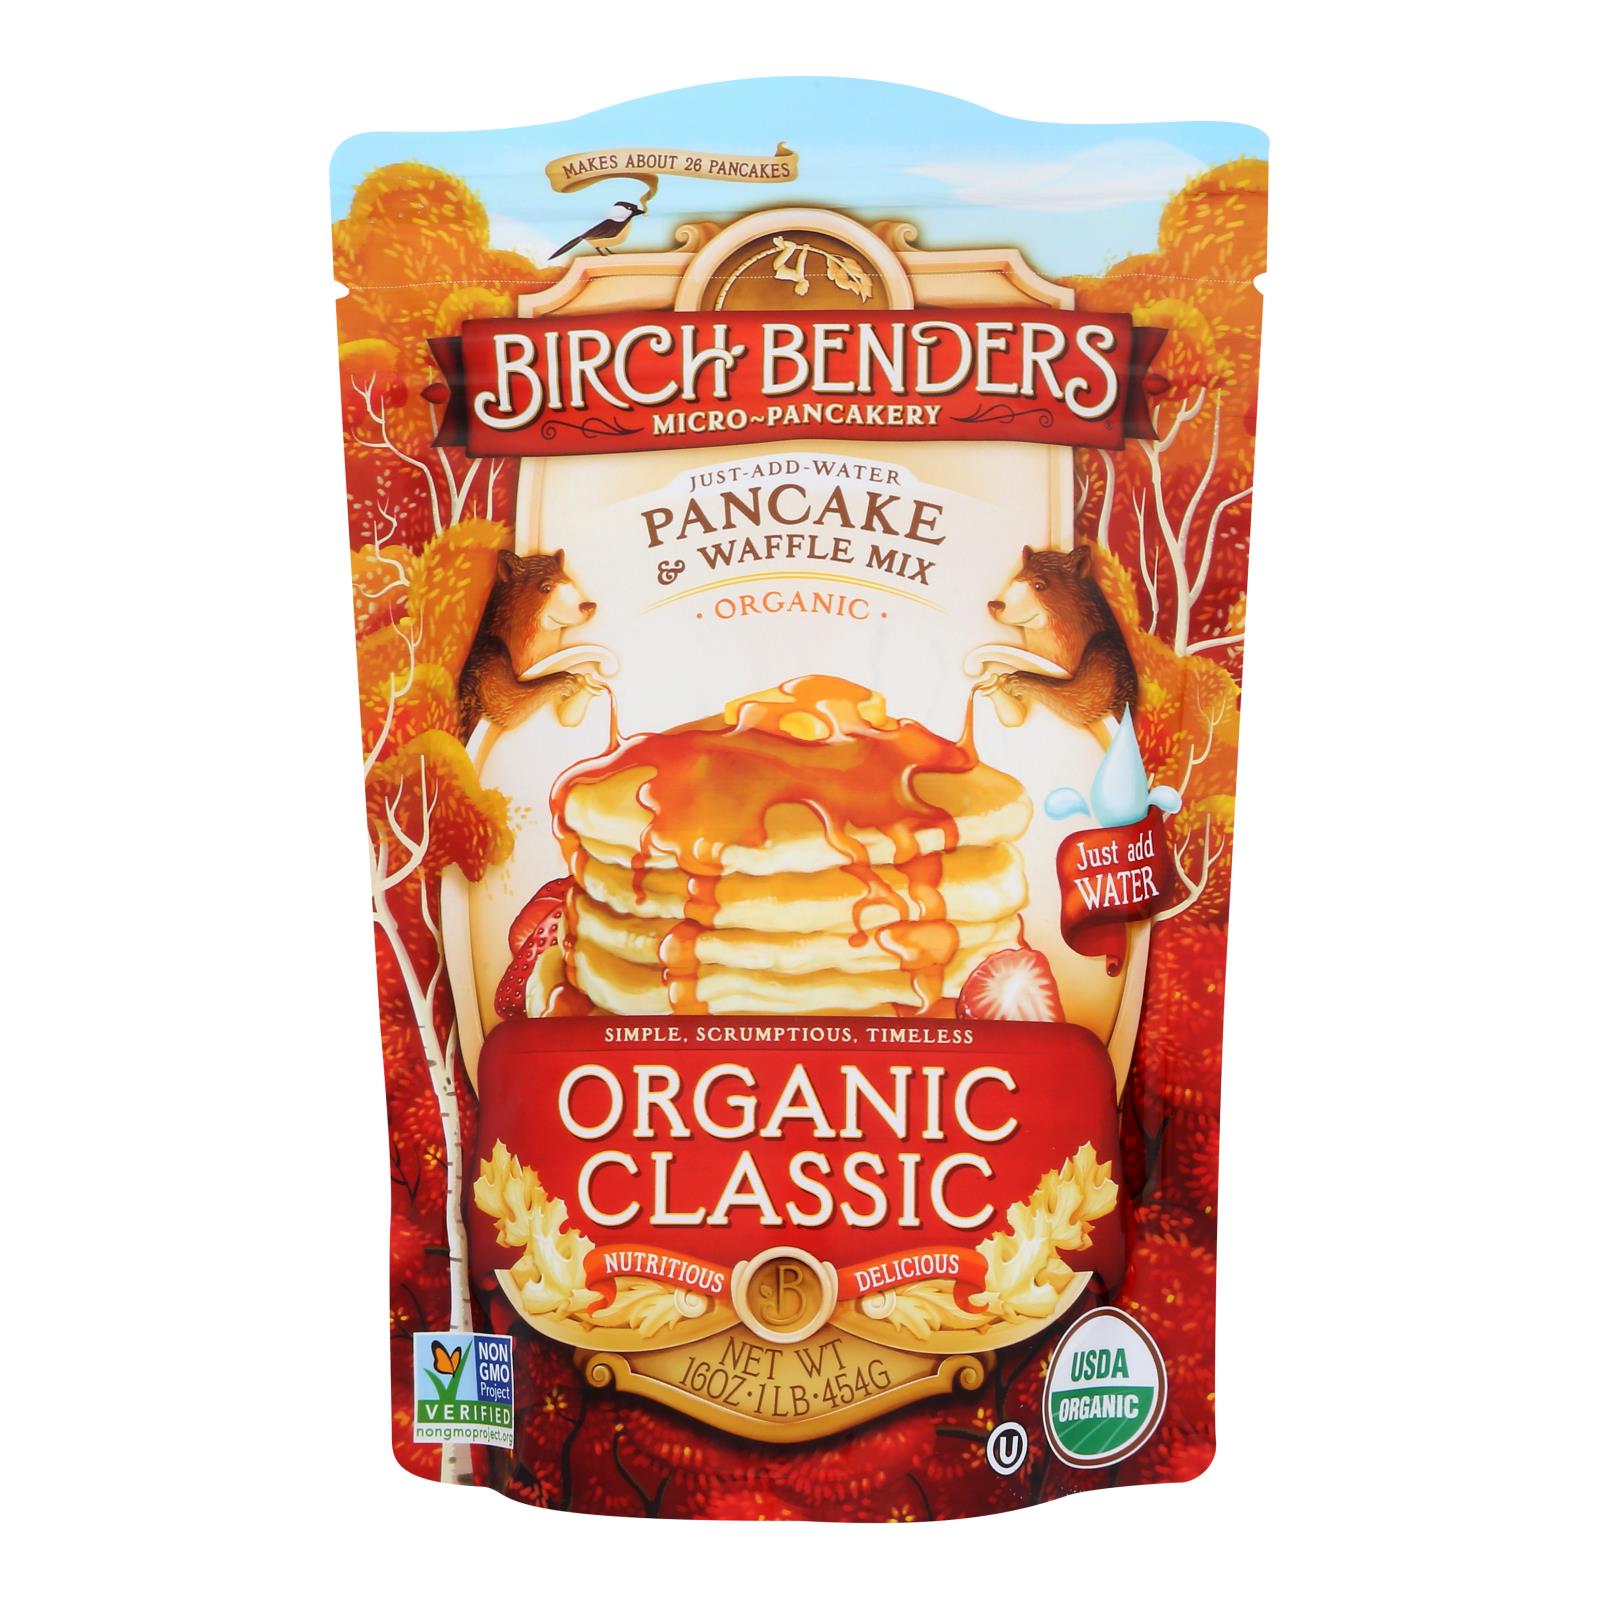 MAKES ABOUT 26 PANCAKES
BIRCH BENDERS
MICRO~PANCAKERY
®
JUST-ADD-WATER
PANCAKE
& WAFFLE MIX
· ORGANIC ·
Just add
WATER
SIMPLE, SCRUMPTIOUS, TIMELESS
ORGANIC
CLASSIC
NUTRITIOUS
DELICIOUS
B
NET WT
16OZ·1LB·454G
NON
GMO
Project
VERIFIED
nongmoproject.org
U
USDA
ORGANIC